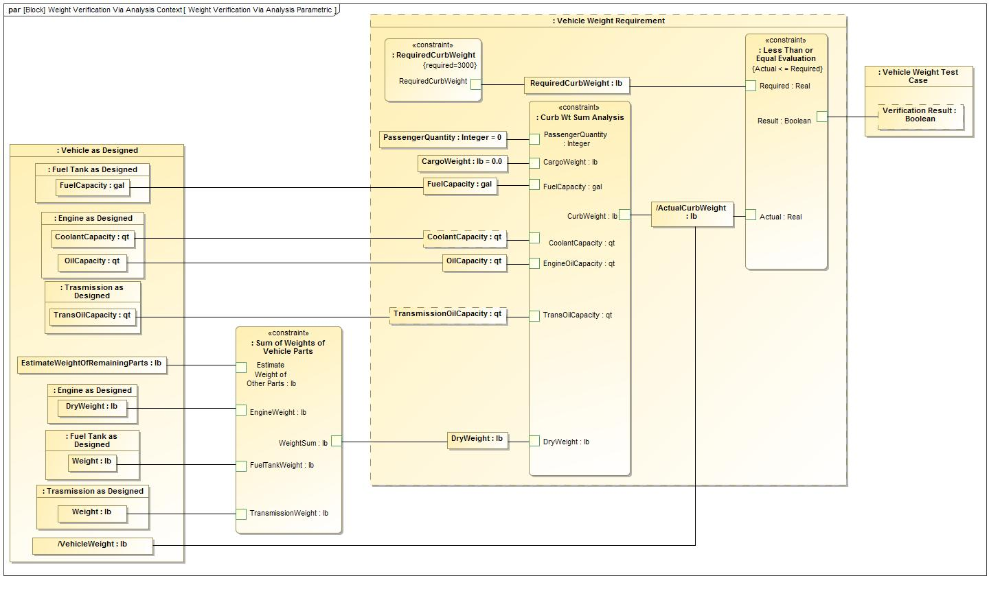 par [Block] Weight Verification Via Analysis Context [ Weight Verification Via Analysis Parametric ]
: Vehicle Weight Requirement
«constraint»
: RequiredCurbWeight
{required=3000}
RequiredCurbWeight
RequiredCurbWeight : lb
«constraint»
: Less Than or
Equal Evaluation
{Actual < = Required}
Required : Real
Result : Boolean
Actual : Real
: Vehicle Weight Test
Case
Verification Result :
Boolean
«constraint»
: Curb Wt Sum Analysis
PassengerQuantity : Integer = 0
PassengerQuantity
: Integer
CargoWeight : lb = 0.0
CargoWeight : lb
FuelCapacity : gal
FuelCapacity : gal
CurbWeight : lb
/ActualCurbWeight
: lb
CoolantCapacity : qt
CoolantCapacity : qt
OilCapacity : qt
EngineOilCapacity : qt
TransmissionOilCapacity : qt
TransOilCapacity : qt
DryWeight : lb
DryWeight : lb
: Vehicle as Designed
: Fuel Tank as Designed
FuelCapacity : gal
: Engine as Designed
CoolantCapacity : qt
OilCapacity : qt
: Trasmission as
Designed
TransOilCapacity : qt
EstimateWeightOfRemainingParts : lb
: Engine as Designed
DryWeight : lb
: Fuel Tank as
Designed
Weight : lb
: Trasmission as Designed
Weight : lb
/VehicleWeight : lb
«constraint»
: Sum of Weights of
Vehicle Parts
Estimate
Weight of
Other Parts : lb
EngineWeight : lb
WeightSum : lb
FuelTankWeight : lb
TransmissionWeight : lb